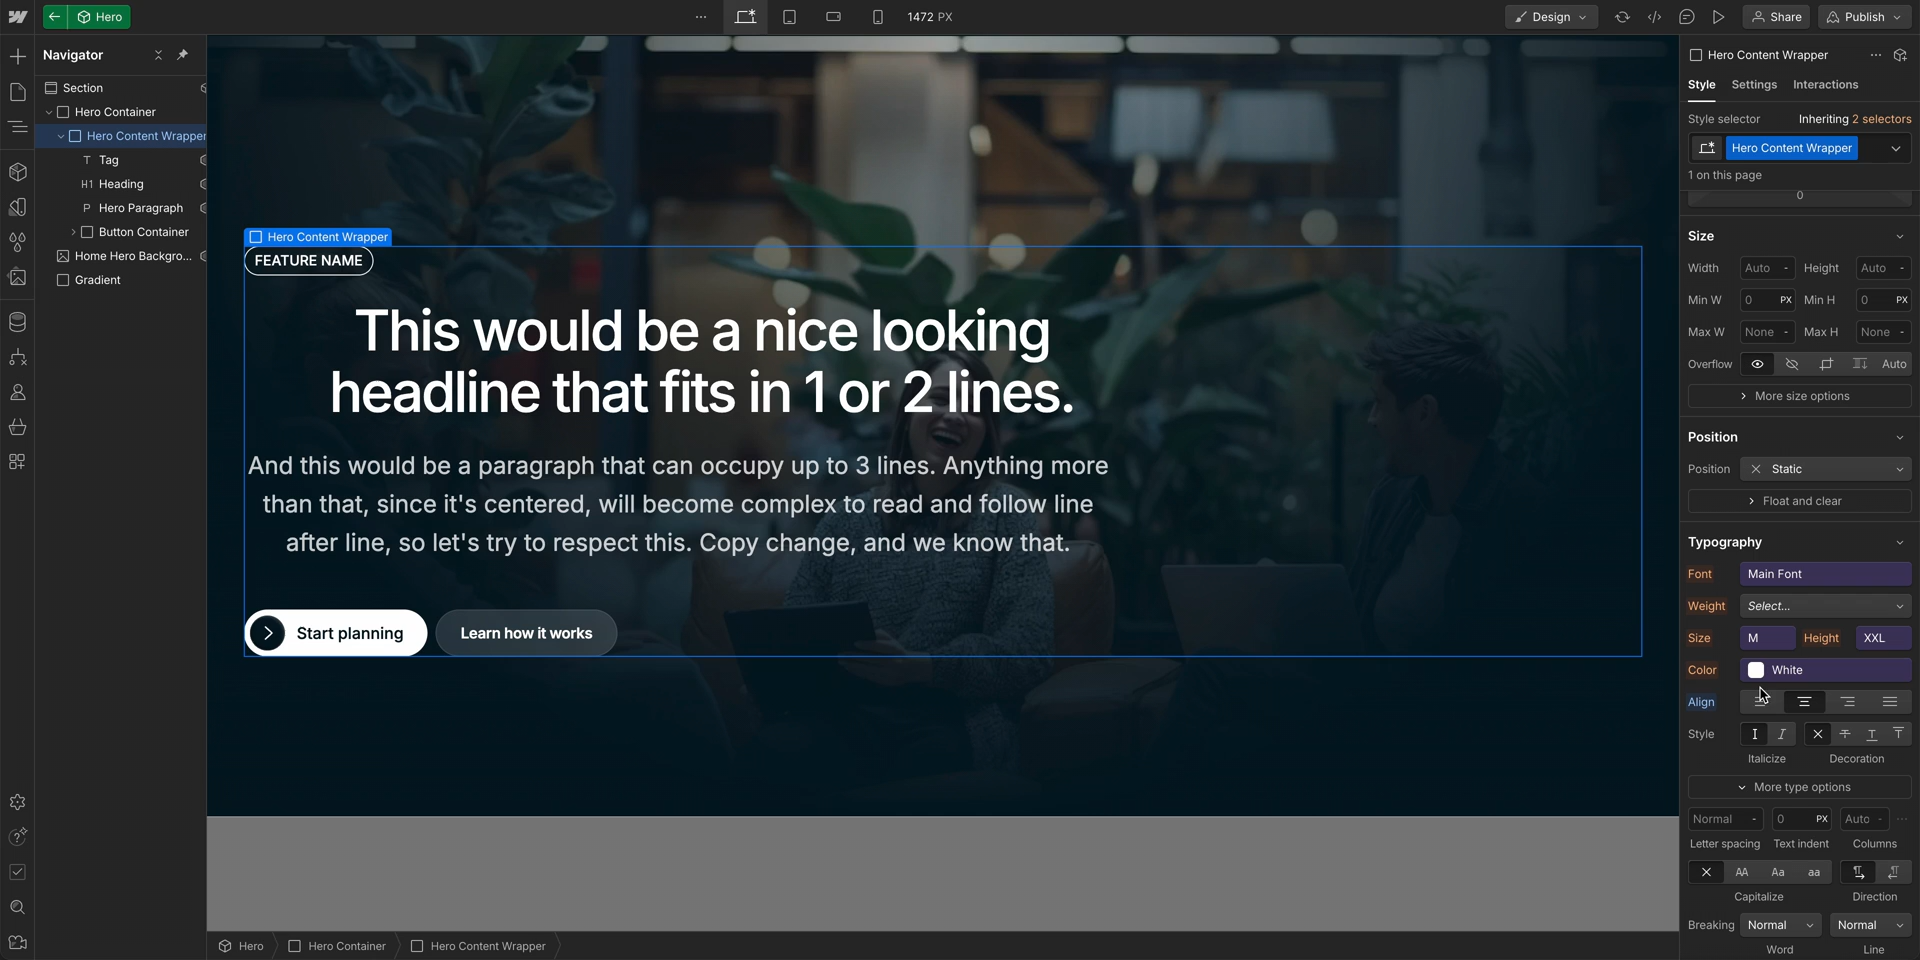 Hero
1472 PX
Design
Share
Publish
Navigator
Section
Hero Container
Hero Content Wrapper
T Tag
H1 Heading
P Hero Paragraph
Button Container
Home Hero Backgro...
Gradient
Hero Content Wrapper
FEATURE NAME
This would be a nice looking
headline that fits in 1 or 2 lines.
And this would be a paragraph that can occupy up to 3 lines. Anything more
than that, since it's centered, will become complex to read and follow line
after line, so let's try to respect this. Copy change, and we know that.
Start planning
Learn how it works
Hero
Hero Container
Hero Content Wrapper
Hero Content Wrapper
Style Settings Interactions
Style selector Inheriting 2 selectors
Hero Content Wrapper
1 on this page
0
Size
Width Auto - Height Auto -
Min W 0 PX Min H 0 PX
Max W None - Max H None -
Overflow Auto
More size options
Position
Position Static
Float and clear
Typography
Font Main Font
Weight Select...
Size M Height XXL
Color White
Align
Style
Italicize Decoration
More type options
Normal - 0 PX Auto -
Letter spacing Text indent Columns
AA Aa aa
Capitalize Direction
Breaking Normal Normal
Word Line